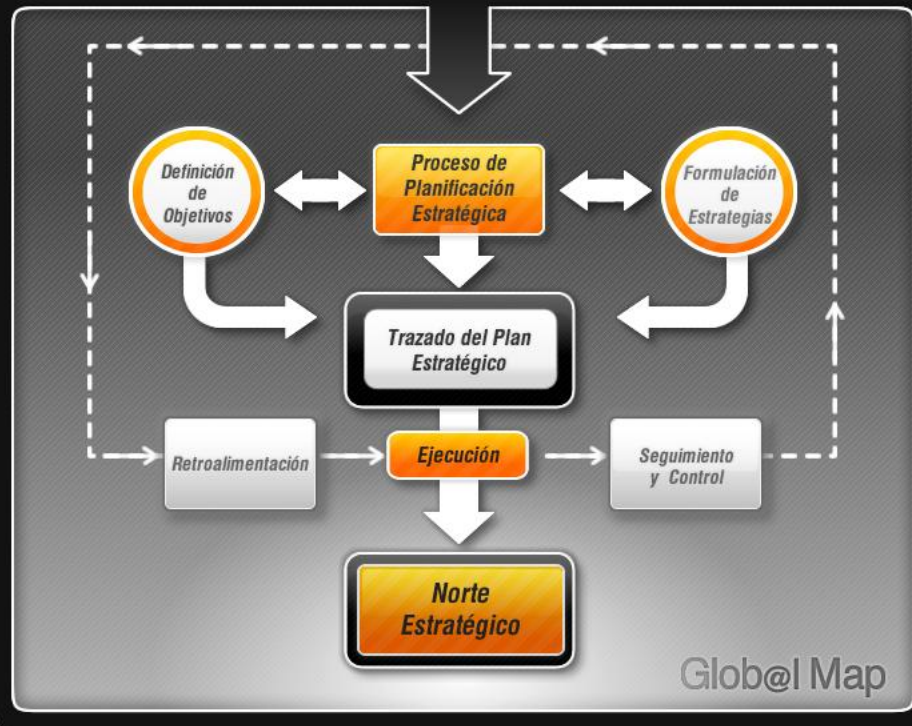 Definición
de
Objetivos
Proceso de
Planificación
Estratégica
Formulación
de
Estrategias
Trazado del Plan
Estratégico
Retroalimentación
Ejecución
Seguimiento
y Control
Norte
Estratégico
Glob@l Map